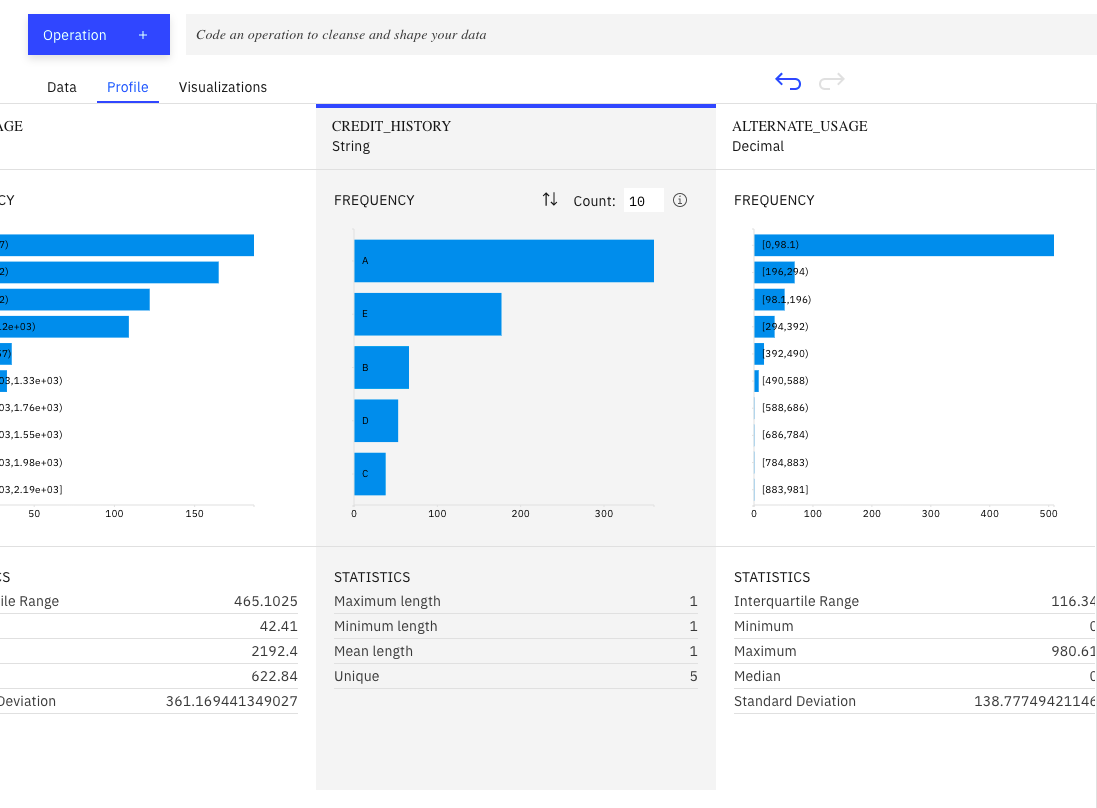 Operation +
Code an operation to cleanse and shape your data
Data Profile Visualizations
AGE
CY
7)
2)
2)
.2e+03)
57)
03,1.33e+03)
03,1.76e+03)
03,1.55e+03)
03,1.98e+03)
03,2.19e+03]
50 100 150
CS
ile Range 465.1025
42.41
2192.4
622.84
Deviation 361.169441349027
CREDIT_HISTORY
String
FREQUENCY Count: 10
A
E
B
D
C
0 100 200 300
STATISTICS
Maximum length 1
Minimum length 1
Mean length 1
Unique 5
ALTERNATE_USAGE
Decimal
FREQUENCY
[0,98.1)
[196,294)
[98.1,196)
[294,392)
[392,490)
[490,588)
[588,686)
[686,784)
[784,883)
[883,981]
0 100 200 300 400 500
STATISTICS
Interquartile Range 116.34
Minimum 0
Maximum 980.61
Median 0
Standard Deviation 138.77749421146